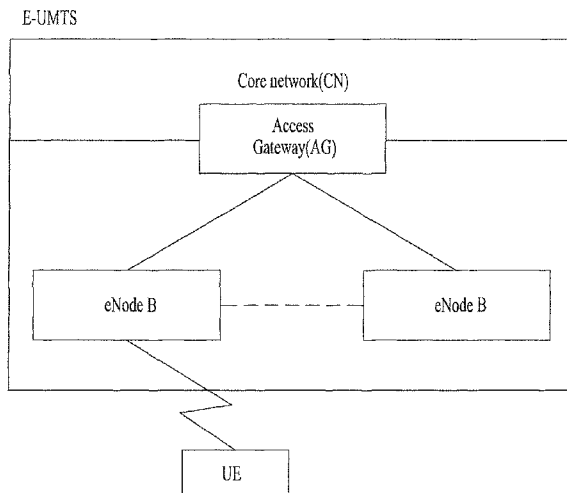 E-UMTS
Core network(CN)
Access
Gateway(AG)
eNode B
eNode B
UE